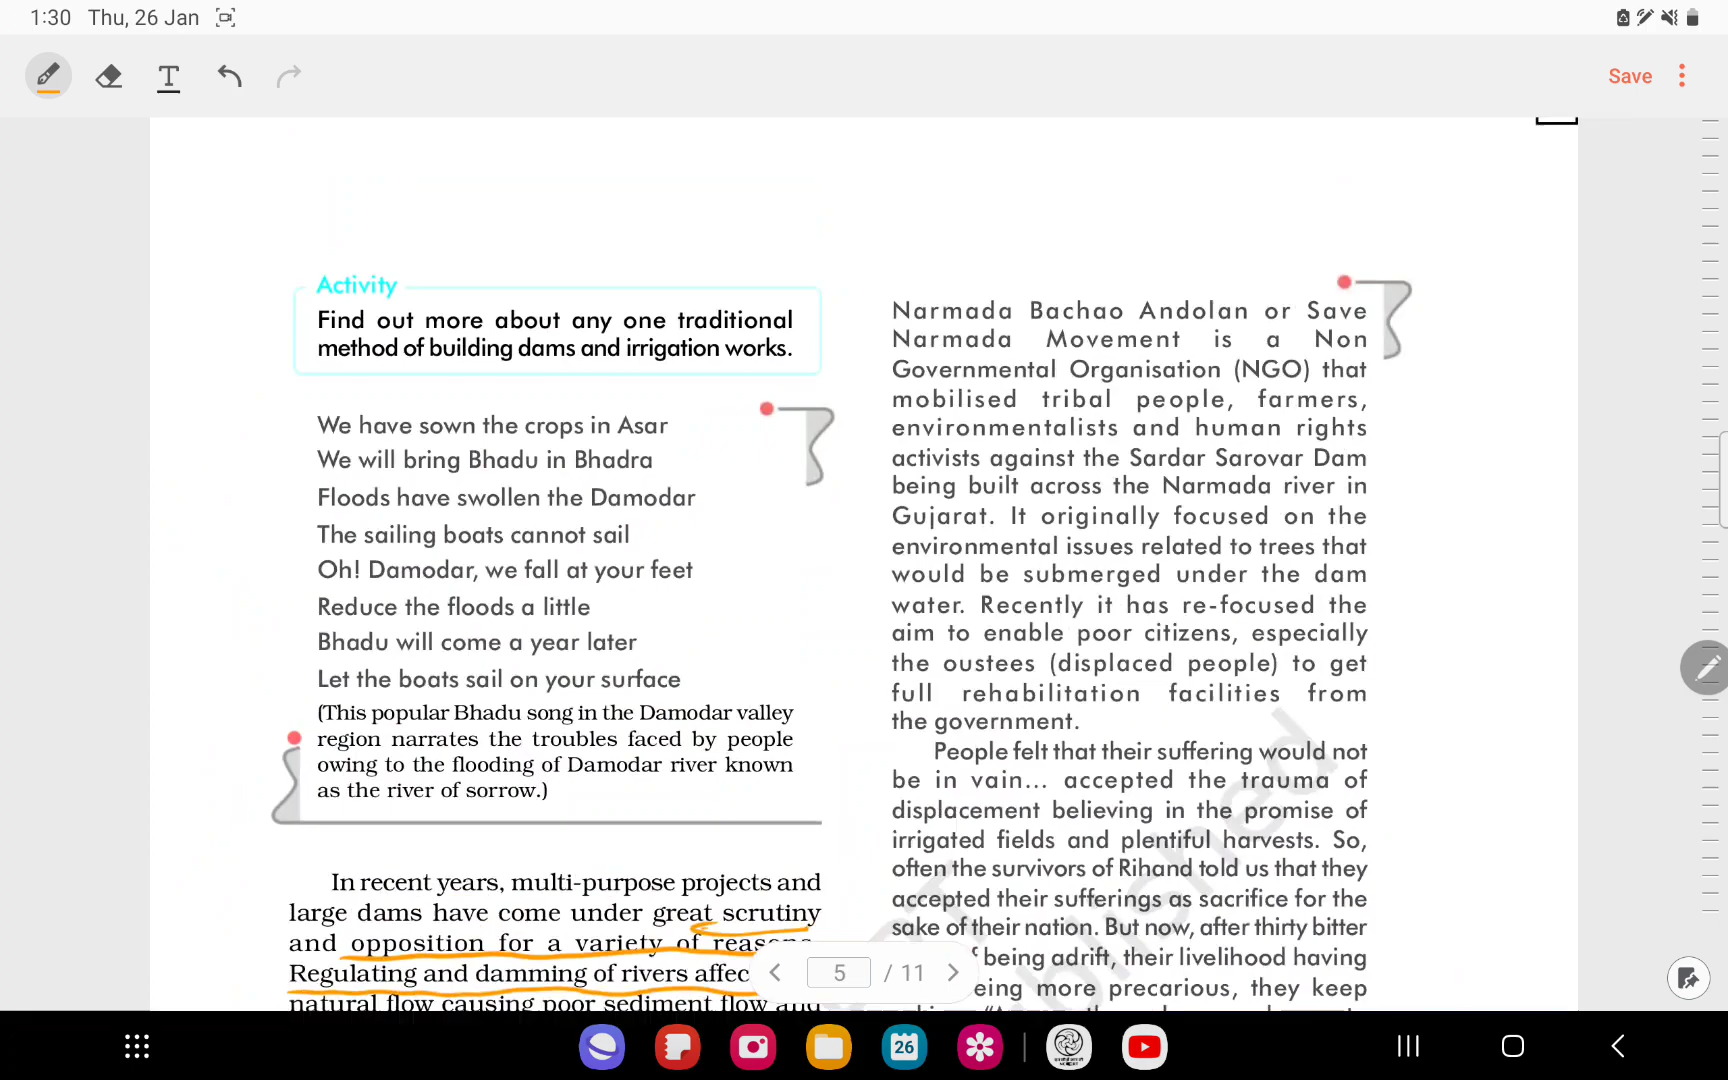 1:30 Thu, 26 Jan
Save
Activity
Find out more about any one traditional
method of building dams and irrigation works.
We have sown the crops in Asar
We will bring Bhadu in Bhadra
Floods have swollen the Damodar
The sailing boats cannot sail
Oh! Damodar, we fall at your feet
Reduce the floods a little
Bhadu will come a year later
Let the boats sail on your surface
(This popular Bhadu song in the Damodar valley
region narrates the troubles faced by people
owing to the flooding of Damodar river known
as the river of sorrow.)
In recent years, multi-purpose projects and
large dams have come under great scrutiny
and opposition for a variety of reasons.
Regulating and damming of rivers affec
natural flow causing poor sediment flow and
Narmada Bachao Andolan or Save
Narmada Movement is a Non
Governmental Organisation (NGO) that
mobilised tribal people, farmers,
environmentalists and human rights
activists against the Sardar Sarovar Dam
being built across the Narmada river in
Gujarat. It originally focused on the
environmental issues related to trees that
would be submerged under the dam
water. Recently it has re-focused the
aim to enable poor citizens, especially
the oustees (displaced people) to get
full rehabilitation facilities from
the government.
People felt that their suffering would not
be in vain... accepted the trauma of
displacement believing in the promise of
irrigated fields and plentiful harvests. So,
often the survivors of Rihand told us that they
accepted their sufferings as sacrifice for the
sake of their nation. But now, after thirty bitter
being adrift, their livelihood having
eing more precarious, they keep
5 / 11
26